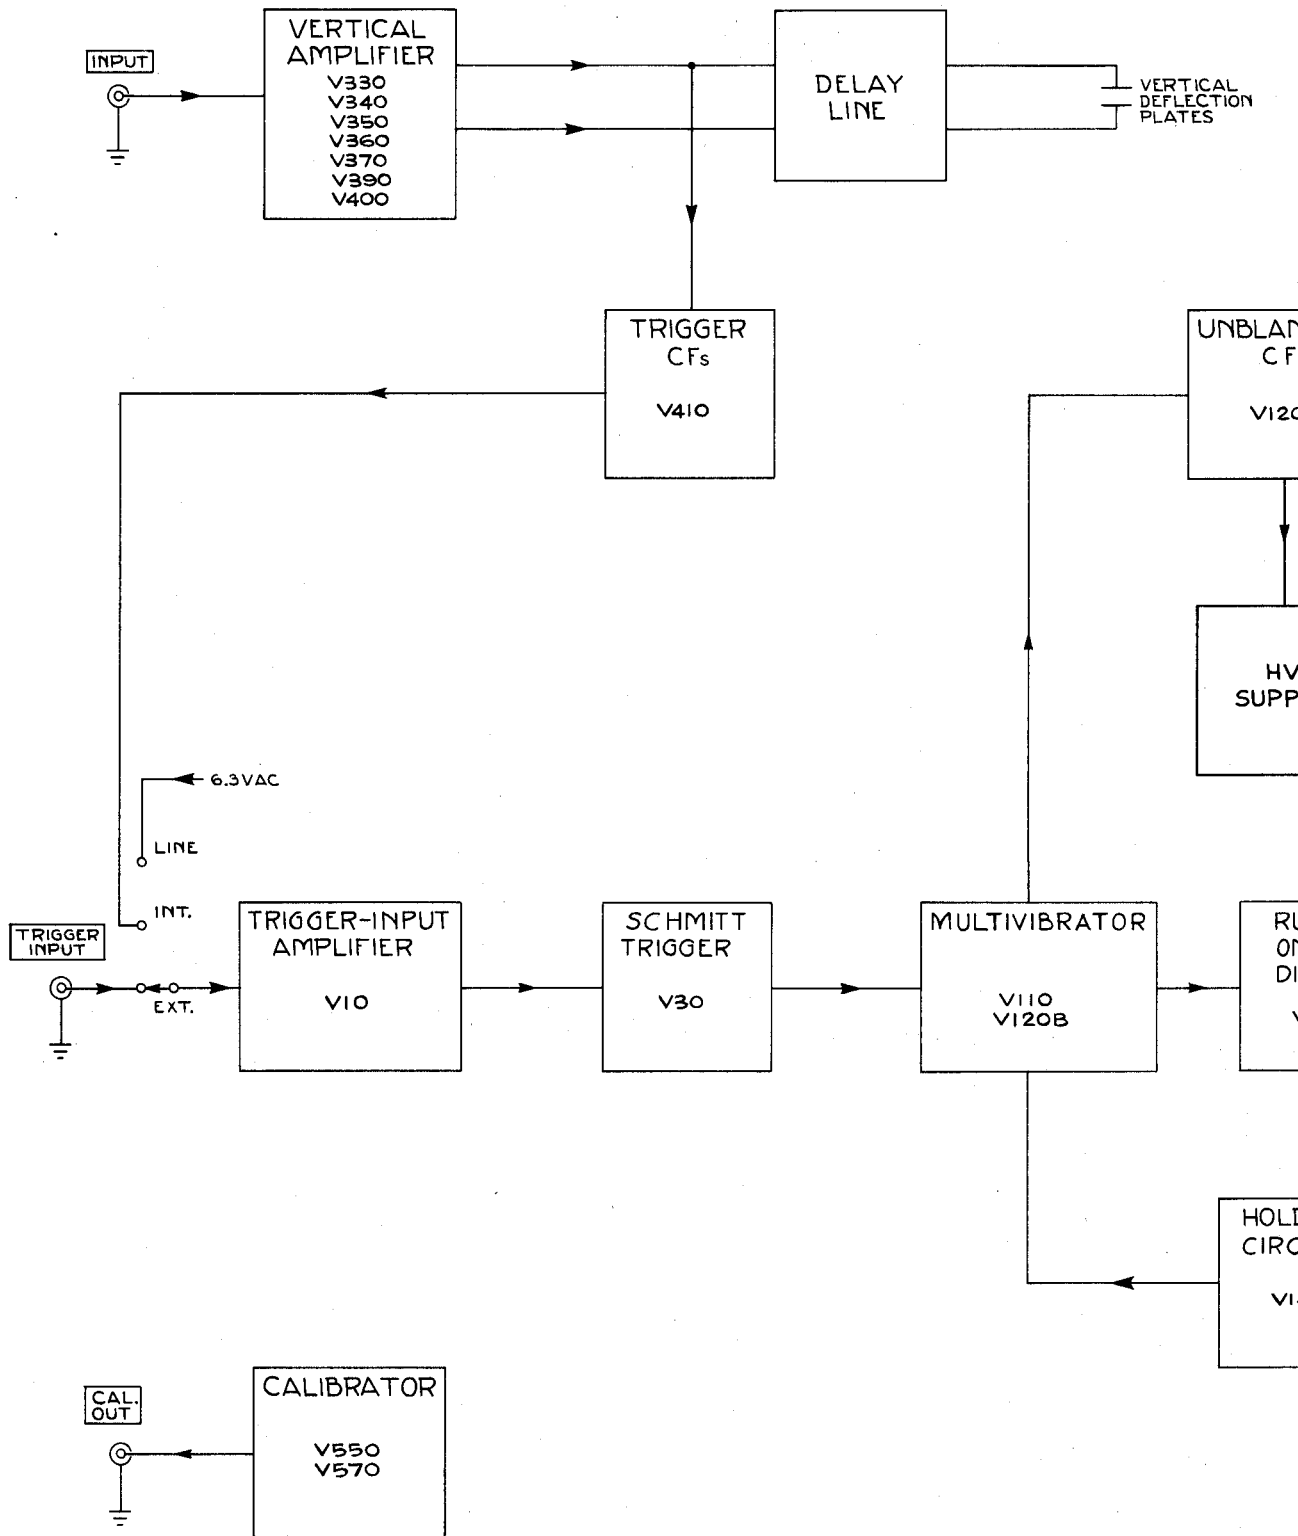 INPUT
VERTICAL
AMPLIFIER
V330
V340
V350
V360
V370
V390
V400
DELAY
LINE
VERTICAL
DEFLECTION
PLATES
TRIGGER
CFs
V410
HV
6.3VAC
LINE
INT.
TRIGGER
INPUT
EXT.
TRIGGER-INPUT
AMPLIFIER
V10
SCHMITT
TRIGGER
V30
MULTIVIBRATOR
V110
V120B
CAL.
OUT
CALIBRATOR
V550
V570